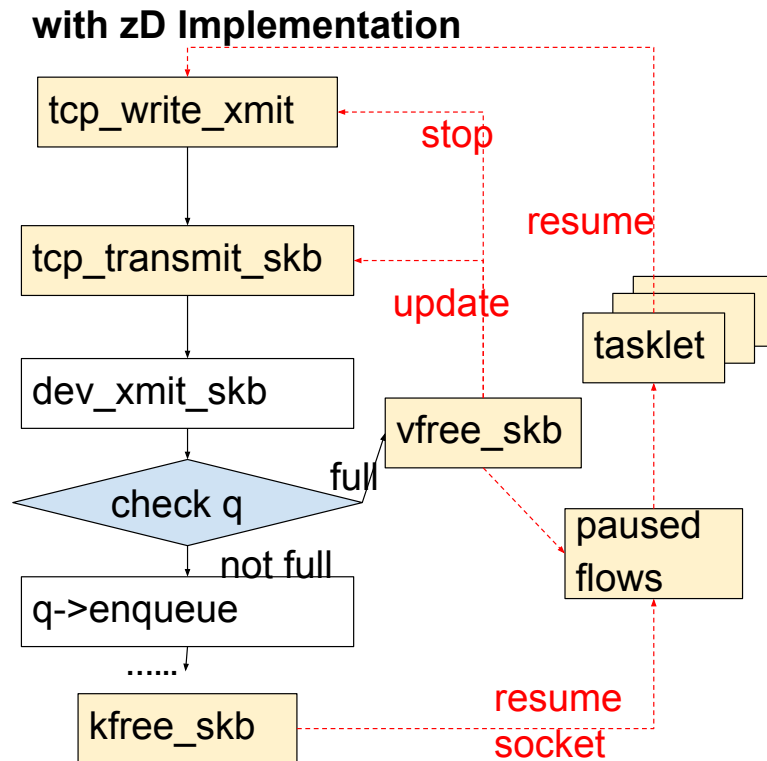 with zD Implementation
tcp_write_xmit
stop
resume
tcp_transmit_skb
update
tasklet
dev_xmit_skb
vfree_skb
full
check q
paused
flows
not full
q->enqueue
…...
kfree_skb
resume
socket